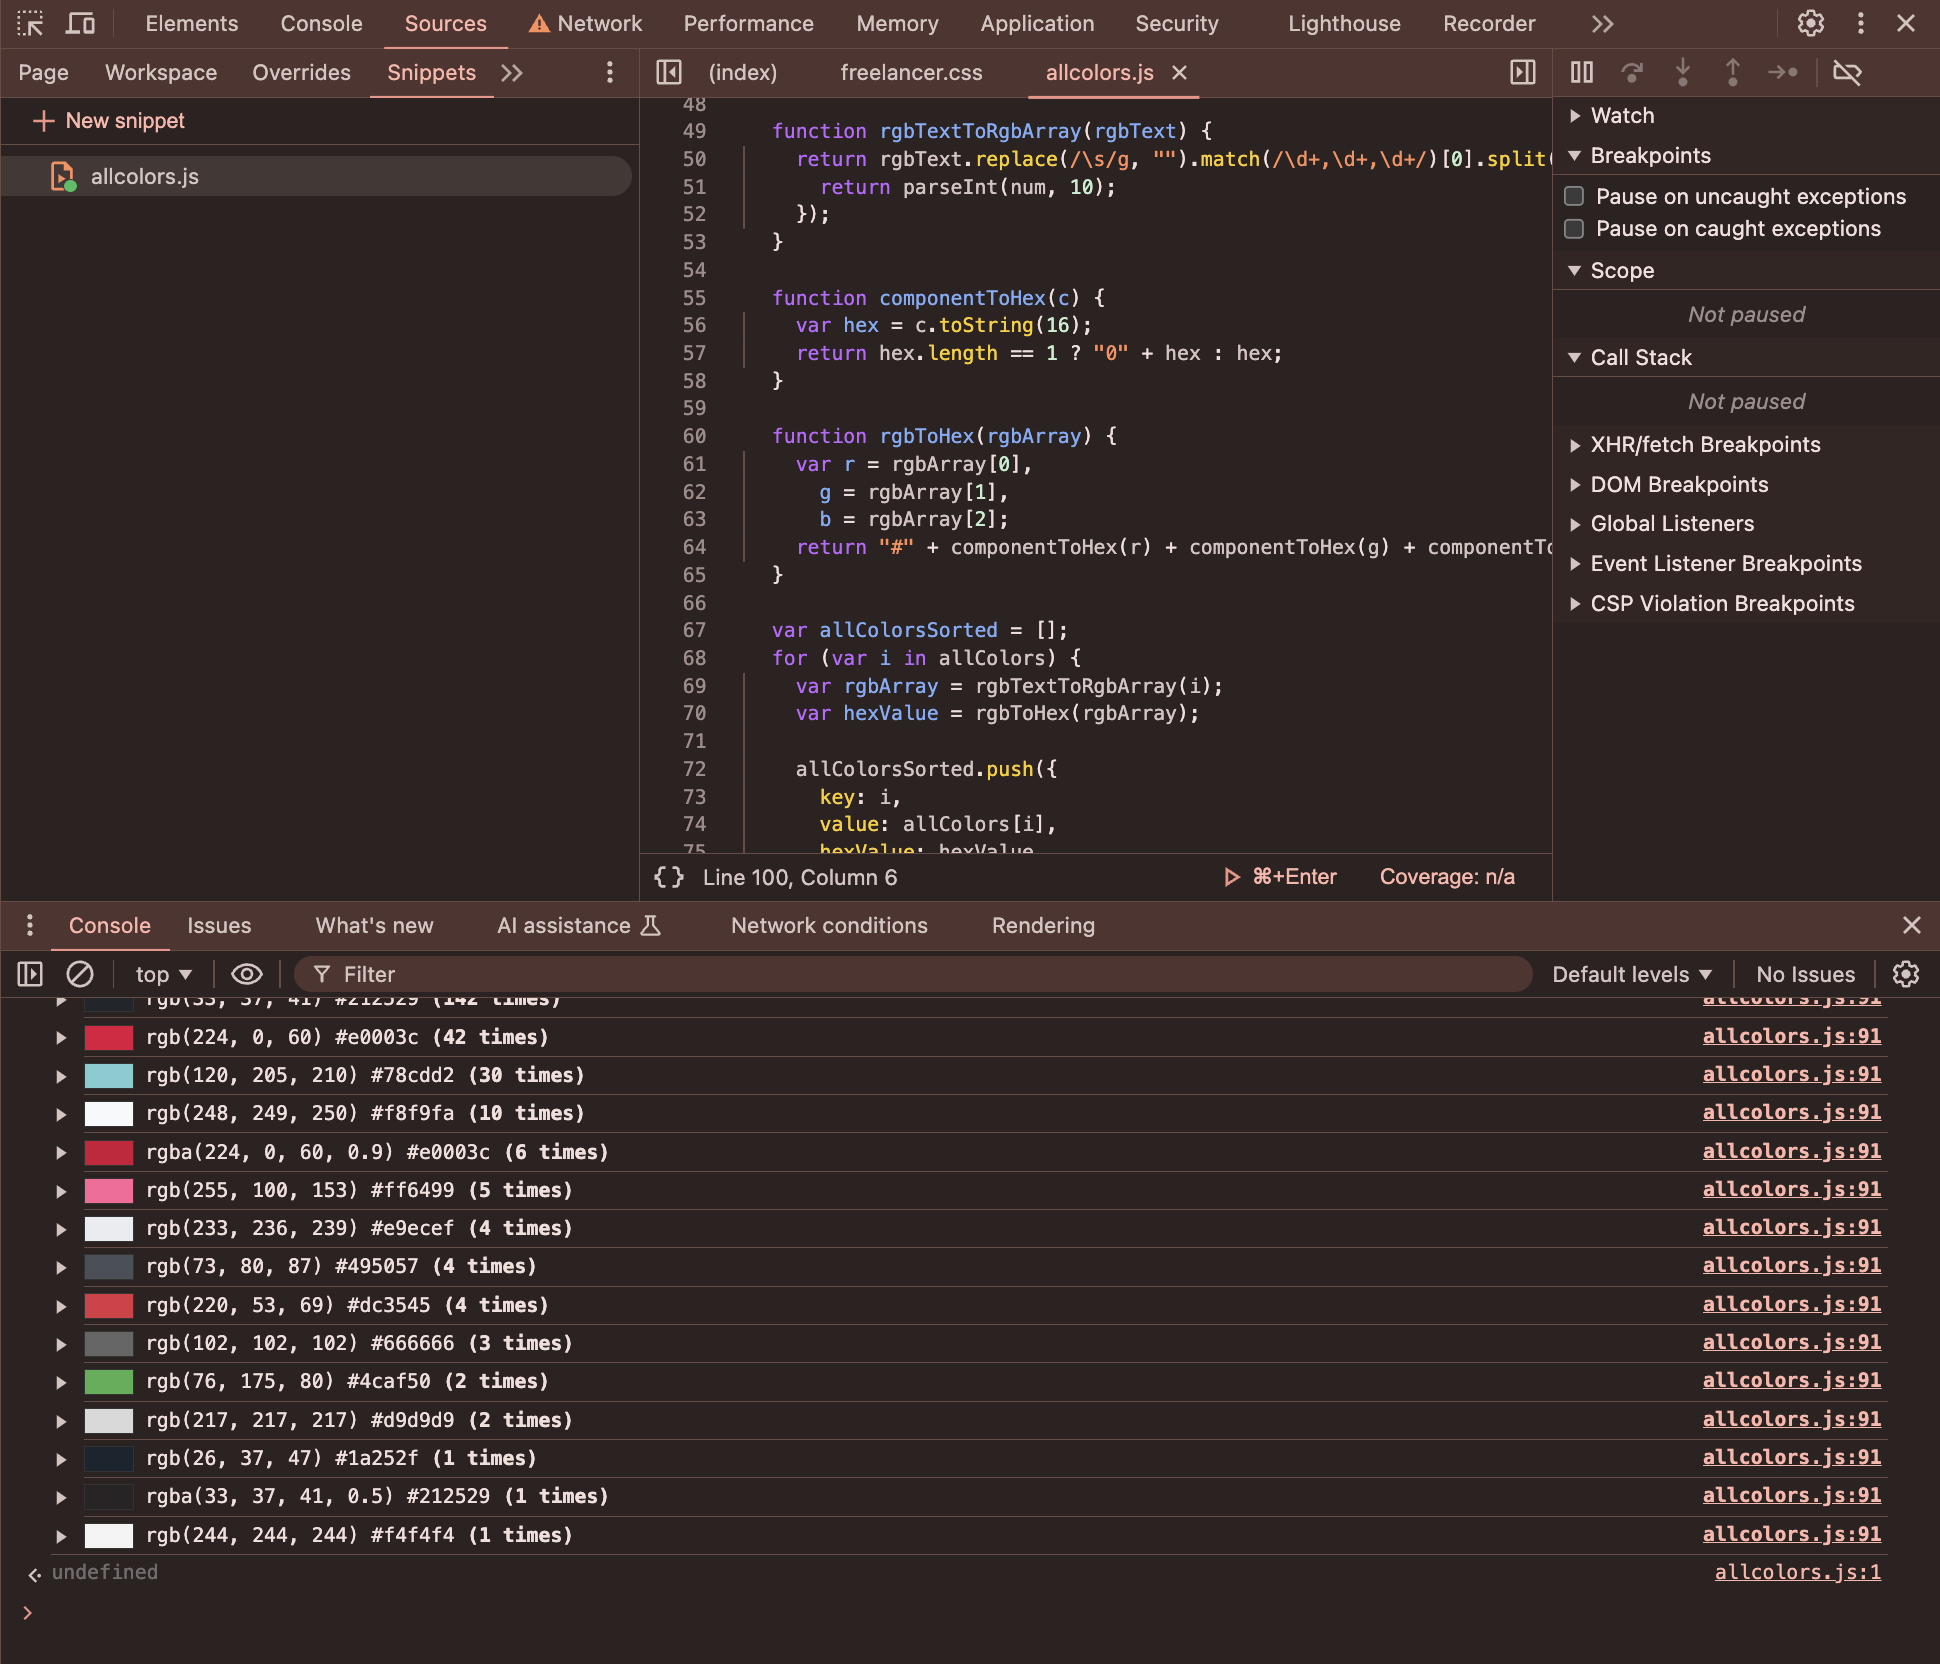 Elements Console Sources Network Performance Memory Application Security Lighthouse Recorder
Page Workspace Overrides Snippets
(index) freelancer.css allcolors.js
New snippet
allcolors.js
48
49 function rgbTextToRgbArray(rgbText) {
50 return rgbText.replace(/\s/g, "").match(/\d+,\d+,\d+/)[0].split(
51 return parseInt(num, 10);
52 });
53 }
54
55 function componentToHex(c) {
56 var hex = c.toString(16);
57 return hex.length == 1 ? "0" + hex : hex;
58 }
59
60 function rgbToHex(rgbArray) {
61 var r = rgbArray[0],
62 g = rgbArray[1],
63 b = rgbArray[2];
64 return "#" + componentToHex(r) + componentToHex(g) + componentTo
65 }
66
67 var allColorsSorted = [];
68 for (var i in allColors) {
69 var rgbArray = rgbTextToRgbArray(i);
70 var hexValue = rgbToHex(rgbArray);
71
72 allColorsSorted.push({
73 key: i,
74 value: allColors[i],
75 hexValue: hexValue
{} Line 100, Column 6 ⌘+Enter Coverage: n/a
Watch
Breakpoints
Pause on uncaught exceptions
Pause on caught exceptions
Scope
Not paused
Call Stack
Not paused
XHR/fetch Breakpoints
DOM Breakpoints
Global Listeners
Event Listener Breakpoints
CSP Violation Breakpoints
Console Issues What's new AI assistance Network conditions Rendering
top Filter Default levels No Issues
rgb(33, 37, 41) #212529 (142 times) allcolors.js:91
rgb(224, 0, 60) #e0003c (42 times) allcolors.js:91
rgb(120, 205, 210) #78cdd2 (30 times) allcolors.js:91
rgb(248, 249, 250) #f8f9fa (10 times) allcolors.js:91
rgba(224, 0, 60, 0.9) #e0003c (6 times) allcolors.js:91
rgb(255, 100, 153) #ff6499 (5 times) allcolors.js:91
rgb(233, 236, 239) #e9ecef (4 times) allcolors.js:91
rgb(73, 80, 87) #495057 (4 times) allcolors.js:91
rgb(220, 53, 69) #dc3545 (4 times) allcolors.js:91
rgb(102, 102, 102) #666666 (3 times) allcolors.js:91
rgb(76, 175, 80) #4caf50 (2 times) allcolors.js:91
rgb(217, 217, 217) #d9d9d9 (2 times) allcolors.js:91
rgb(26, 37, 47) #1a252f (1 times) allcolors.js:91
rgba(33, 37, 41, 0.5) #212529 (1 times) allcolors.js:91
rgb(244, 244, 244) #f4f4f4 (1 times) allcolors.js:91
undefined allcolors.js:1